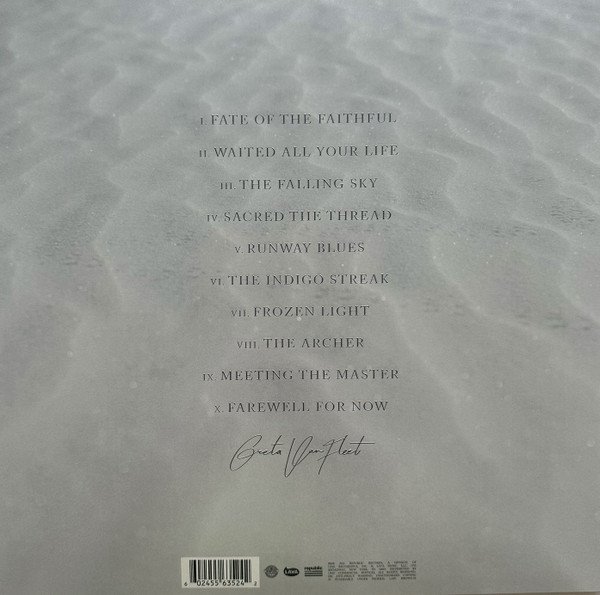 I. FATE OF THE FAITHFUL
II. WAITED ALL YOUR LIFE
III. THE FALLING SKY
IV. SACRED THE THREAD
V. RUNWAY BLUES
VI. THE INDIGO STREAK
VII. FROZEN LIGHT
VIII. THE ARCHER
IX. MEETING THE MASTER
X. FAREWELL FOR NOW
Greta Van Fleet
6 02455 63524 2
republic